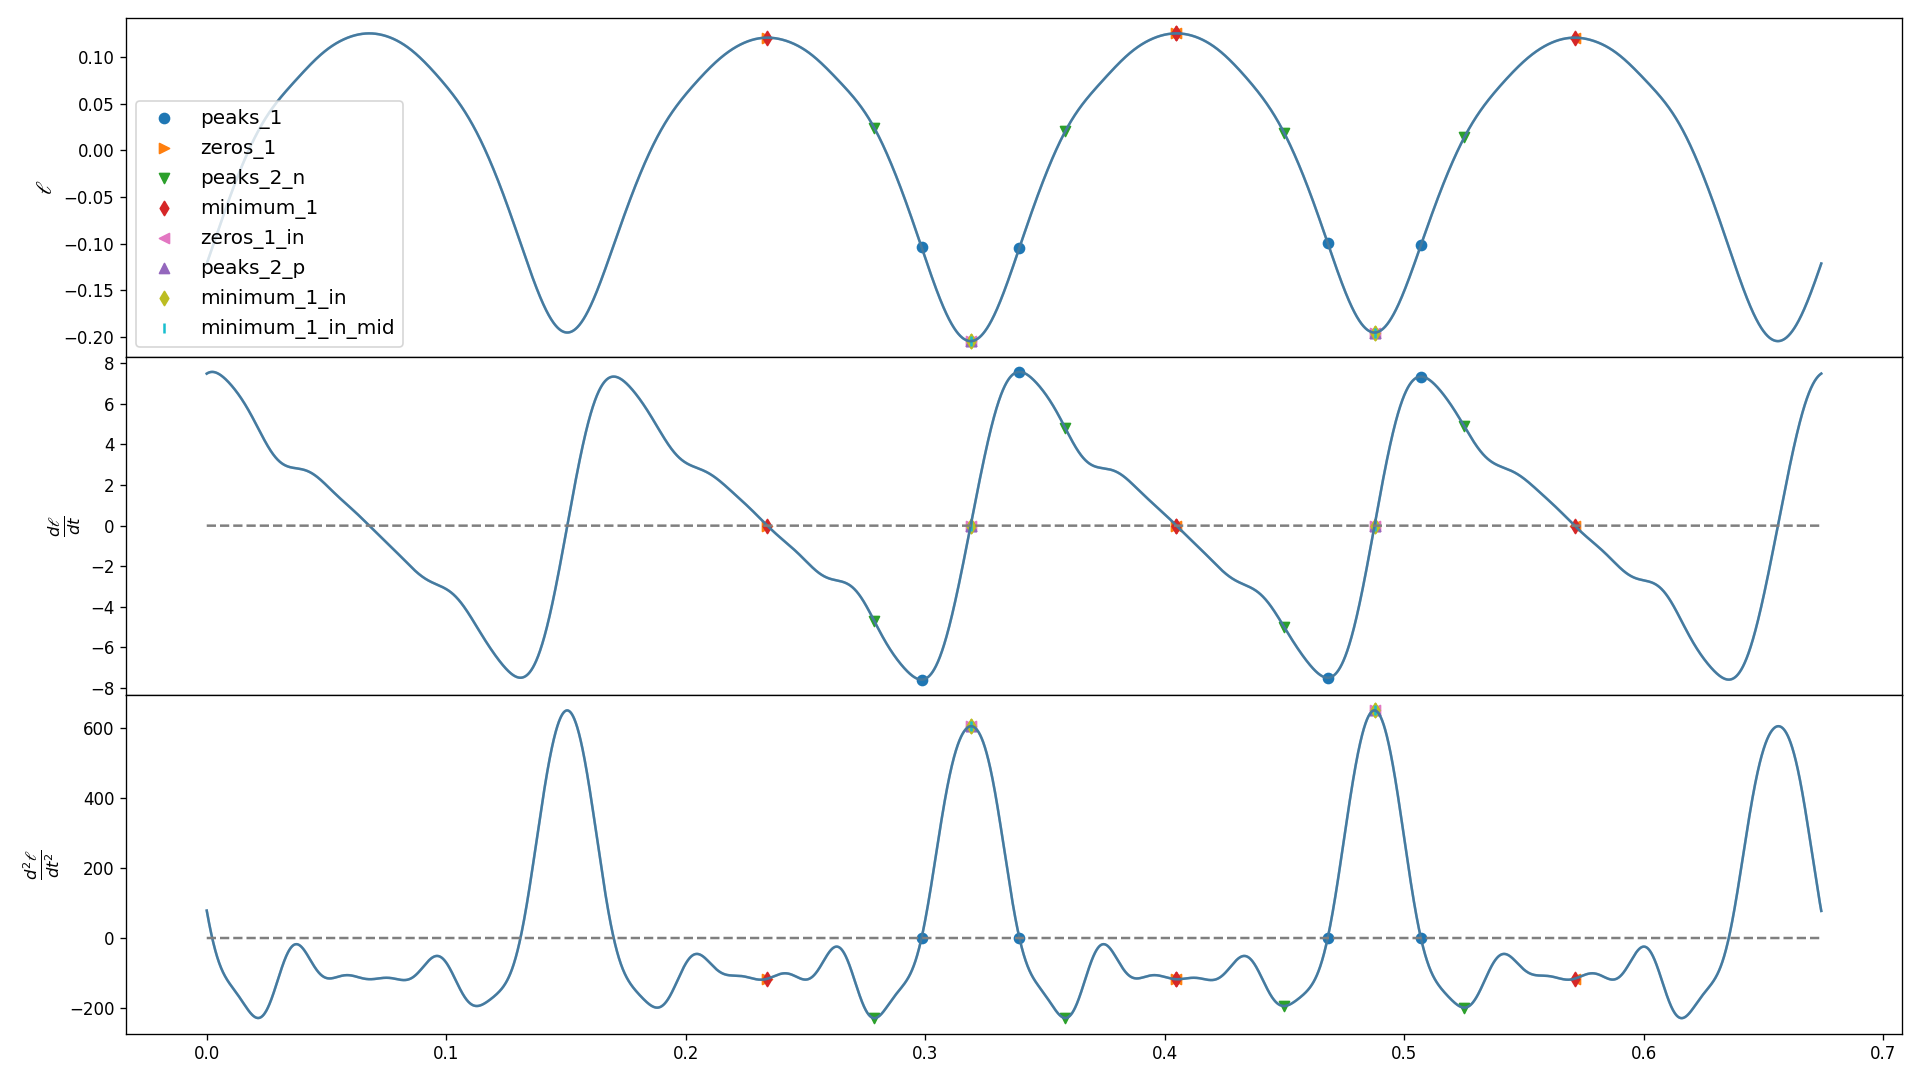 0.10
0.05
0.00
−0.05
−0.10
−0.15
−0.20
ℓ
peaks_1
zeros_1
peaks_2_n
minimum_1
zeros_1_in
peaks_2_p
minimum_1_in
minimum_1_in_mid
8
6
4
2
0
−2
−4
−6
−8
dℓ
dt
600
400
200
0
−200
d²ℓ
dt²
0.0 0.1 0.2 0.3 0.4 0.5 0.6 0.7